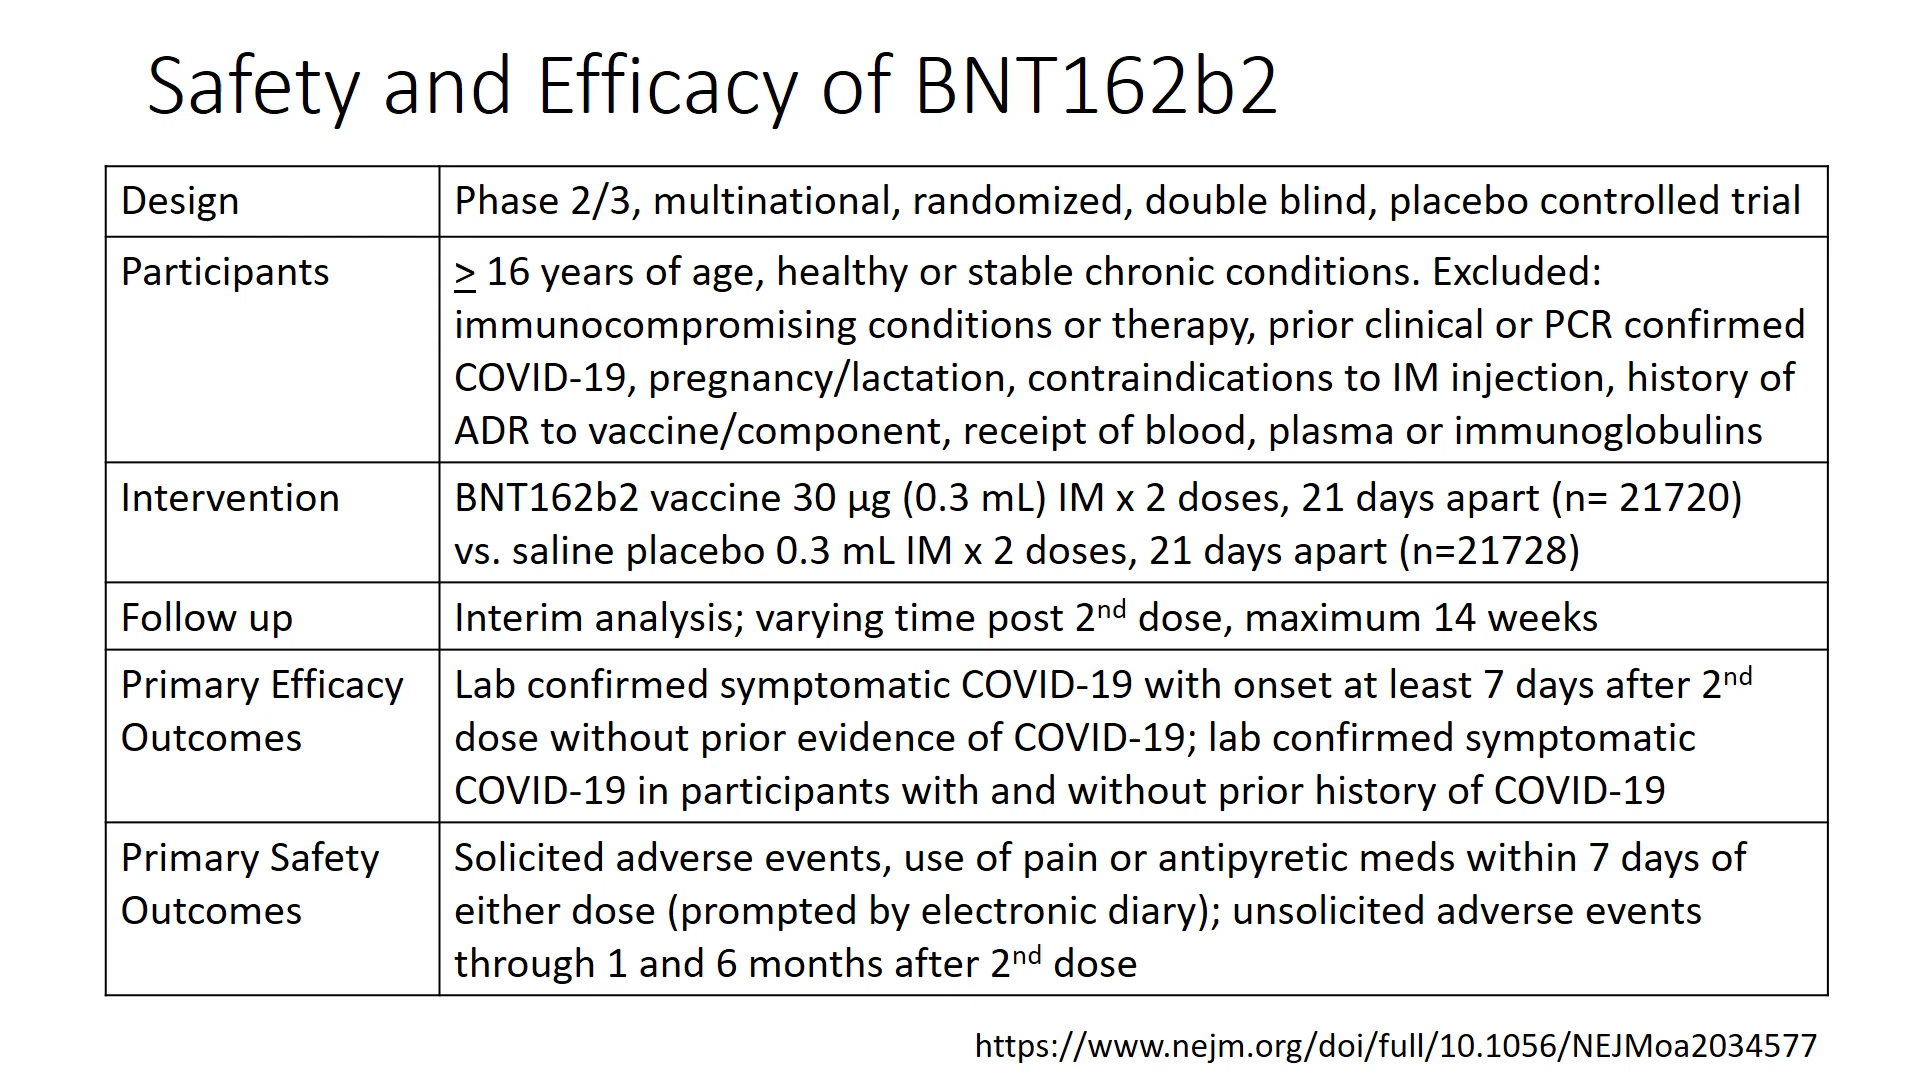 Safety and Efficacy of BNT162b2
Design
Phase 2/3, multinational, randomized, double blind, placebo controlled trial
Participants
≥ 16 years of age, healthy or stable chronic conditions. Excluded:
immunocompromising conditions or therapy, prior clinical or PCR confirmed
COVID-19, pregnancy/lactation, contraindications to IM injection, history of
ADR to vaccine/component, receipt of blood, plasma or immunoglobulins
Intervention
BNT162b2 vaccine 30 µg (0.3 mL) IM x 2 doses, 21 days apart (n= 21720)
vs. saline placebo 0.3 mL IM x 2 doses, 21 days apart (n=21728)
Follow up
Interim analysis; varying time post 2nd dose, maximum 14 weeks
Primary Efficacy
Outcomes
Lab confirmed symptomatic COVID-19 with onset at least 7 days after 2nd
dose without prior evidence of COVID-19; lab confirmed symptomatic
COVID-19 in participants with and without prior history of COVID-19
Primary Safety
Outcomes
Solicited adverse events, use of pain or antipyretic meds within 7 days of
either dose (prompted by electronic diary); unsolicited adverse events
through 1 and 6 months after 2nd dose
https://www.nejm.org/doi/full/10.1056/NEJMoa2034577